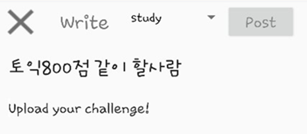 Write study Post
토익800점 같이 할사람
Upload your challenge!